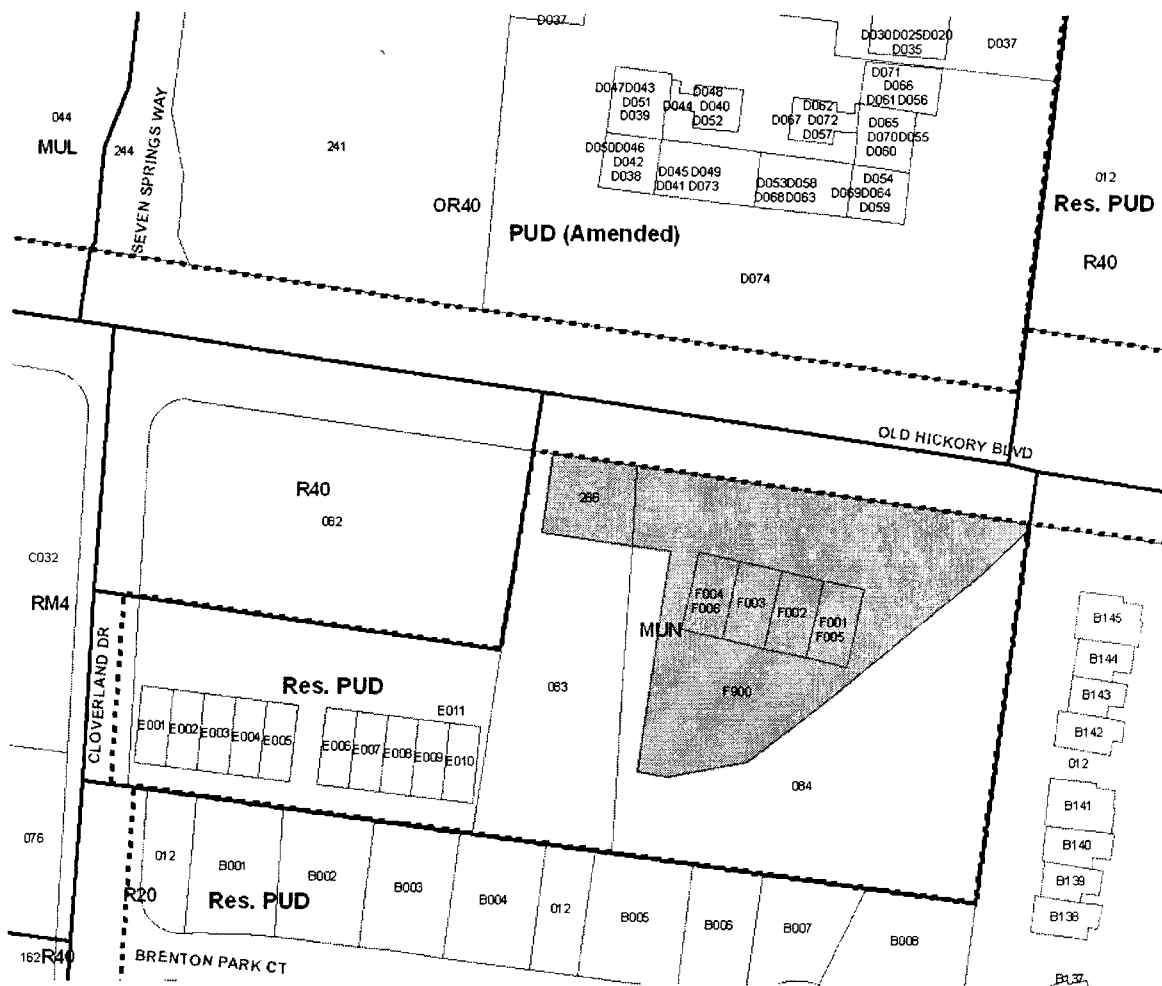 D037
D030D025D020
D035
D037
D071
D066
D061 D056
D047D043
D051
D039
D044
D048
D040
D052
D062
D067 D072
D057
D065
D070D055
D060
044
MUL
244
SEVEN SPRINGS WAY
241
D050D046
D042
D038
D045 D049
D041 D073
D053D058
D068D063
D054
D069D064
D059
012
Res. PUD
OR40
PUD (Amended)
R40
D074
OLD HICKORY BLVD
R40
062
266
C032
RM4
F004
F006
F003
F002
F001
F005
MUN
B145
B144
B143
B142
012
CLOVERLAND DR
Res. PUD
083
F900
E011
E001
E002
E003
E004
E005
E006
E007
E008
E009
E010
084
B141
B140
B139
B138
076
012
B001
B002
B003
B004
012
B005
B006
B007
B008
R20
Res. PUD
162
R40
BRENTON PARK CT
B137